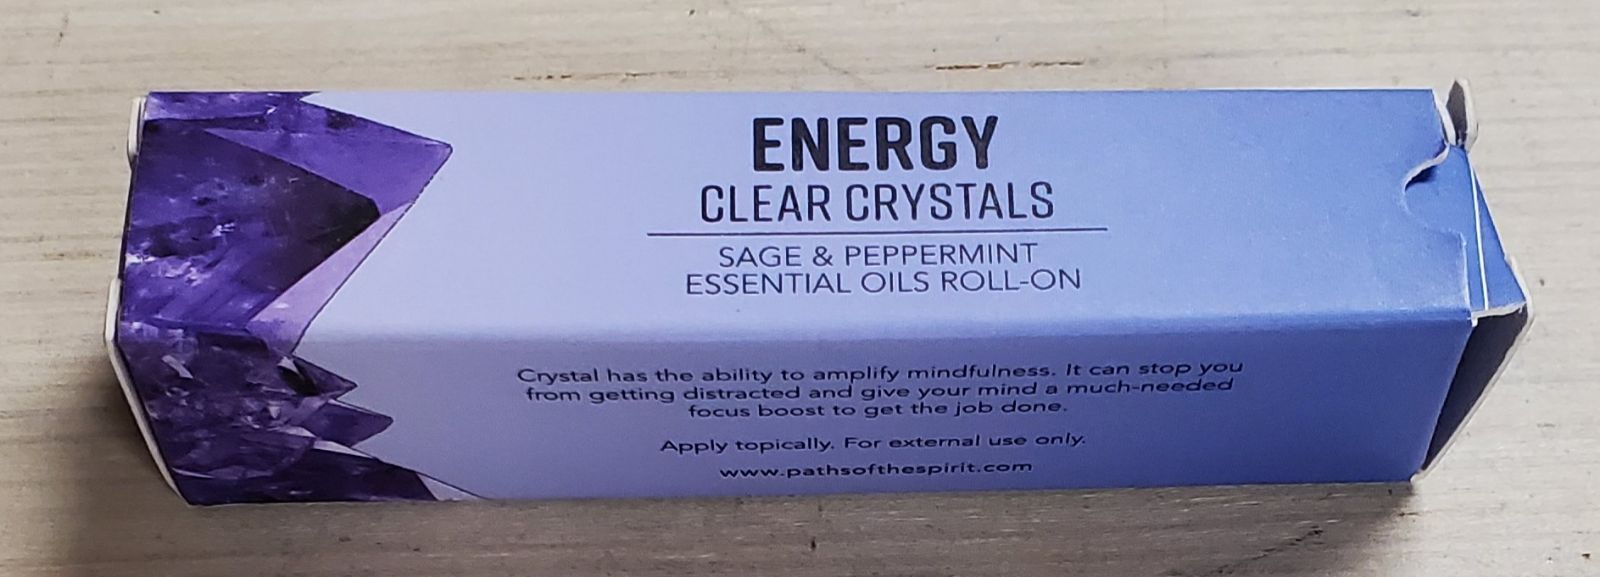 ENERGY
CLEAR CRYSTALS
SAGE & PEPPERMINT
ESSENTIAL OILS ROLL-ON
Crystal has the ability to amplify mindfulness. It can stop you
from getting distracted and give your mind a much-needed
focus boost to get the job done.
Apply topically. For external use only.
www.pathsofthespirit.com